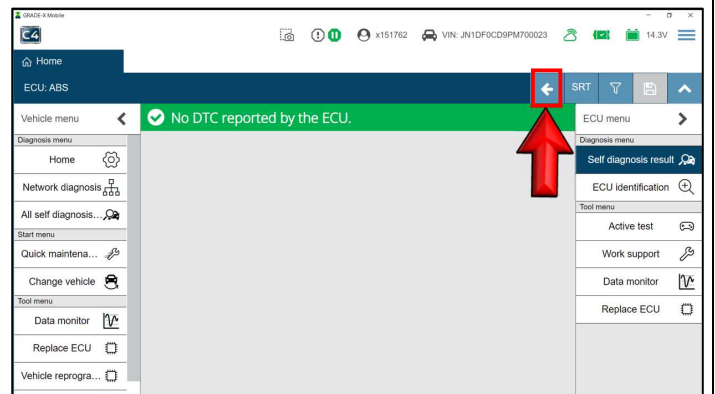 GRADE-X Mobile
C4
x151762
VIN: JN1DF0CD9PM700023
14.3V
Home
ECU: ABS
SRT
Vehicle menu
No DTC reported by the ECU.
ECU menu
Diagnosis menu
Home
Network diagnosis
All self diagnosis...
Start menu
Quick maintena...
Change vehicle
Tool menu
Data monitor
Replace ECU
Vehicle reprogra...
Diagnosis menu
Self diagnosis result
ECU identification
Tool menu
Active test
Work support
Data monitor
Replace ECU